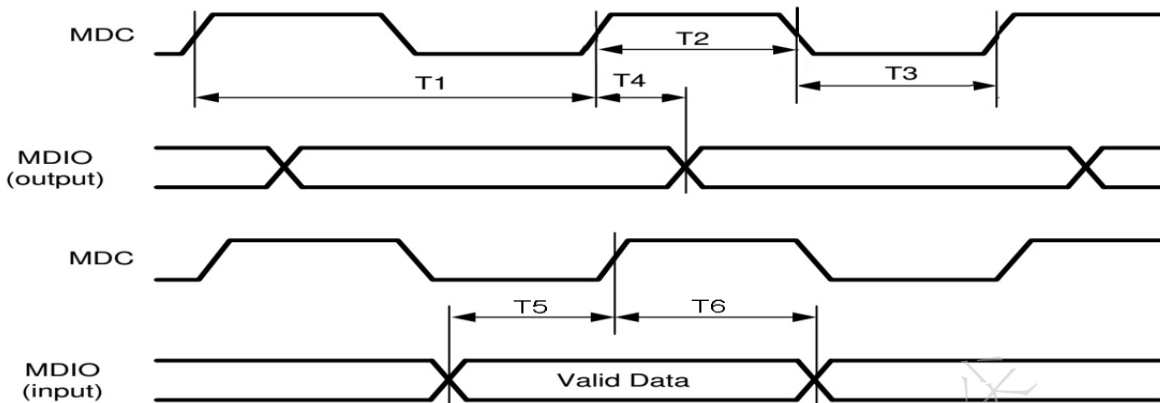 MDC
T2
T1
T4
T3
MDIO
(output)
MDC
T5
T6
MDIO
(input)
Valid Data